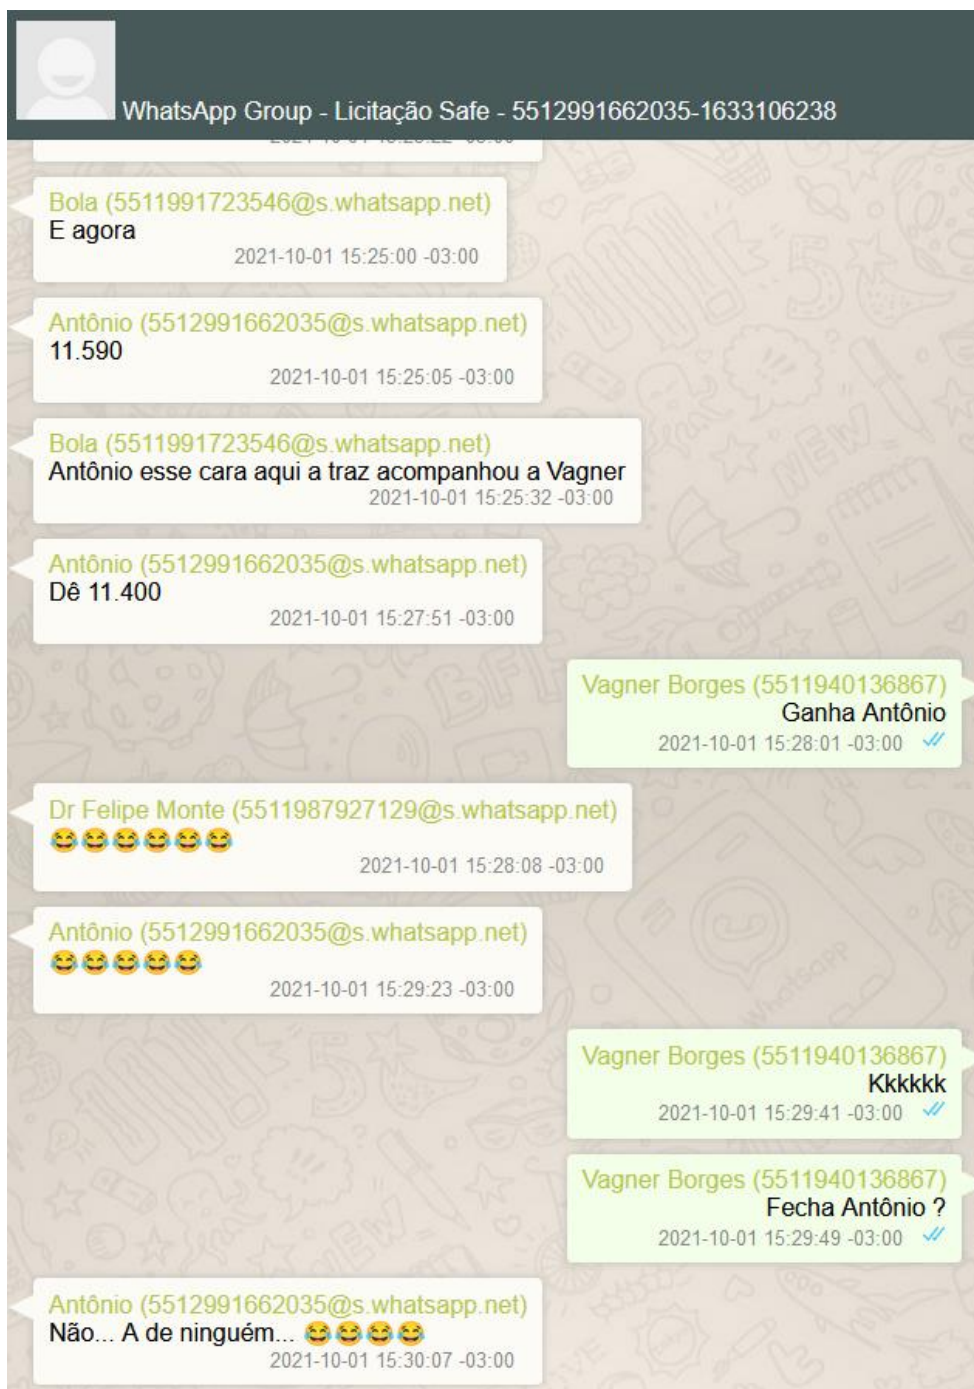 WhatsApp Group - Licitação Safe - 5512991662035-1633106238
Bola (5511991723546@s.whatsapp.net)
E agora
2021-10-01 15:25:00 -03:00
Antônio (5512991662035@s.whatsapp.net)
11.590
2021-10-01 15:25:05 -03:00
Bola (5511991723546@s.whatsapp.net)
Antônio esse cara aqui a traz acompanhou a Vagner
2021-10-01 15:25:32 -03:00
Antônio (5512991662035@s.whatsapp.net)
Dê 11.400
2021-10-01 15:27:51 -03:00
Vagner Borges (5511940136867)
Ganha Antônio
2021-10-01 15:28:01 -03:00
Dr Felipe Monte (5511987927129@s.whatsapp.net)
😂😂😂😂😂😂
2021-10-01 15:28:08 -03:00
Antônio (5512991662035@s.whatsapp.net)
😂😂😂😂😂
2021-10-01 15:29:23 -03:00
Vagner Borges (5511940136867)
Kkkkkk
2021-10-01 15:29:41 -03:00
Vagner Borges (5511940136867)
Fecha Antônio ?
2021-10-01 15:29:49 -03:00
Antônio (5512991662035@s.whatsapp.net)
Não... A de ninguém... 😂😂😂😂
2021-10-01 15:30:07 -03:00